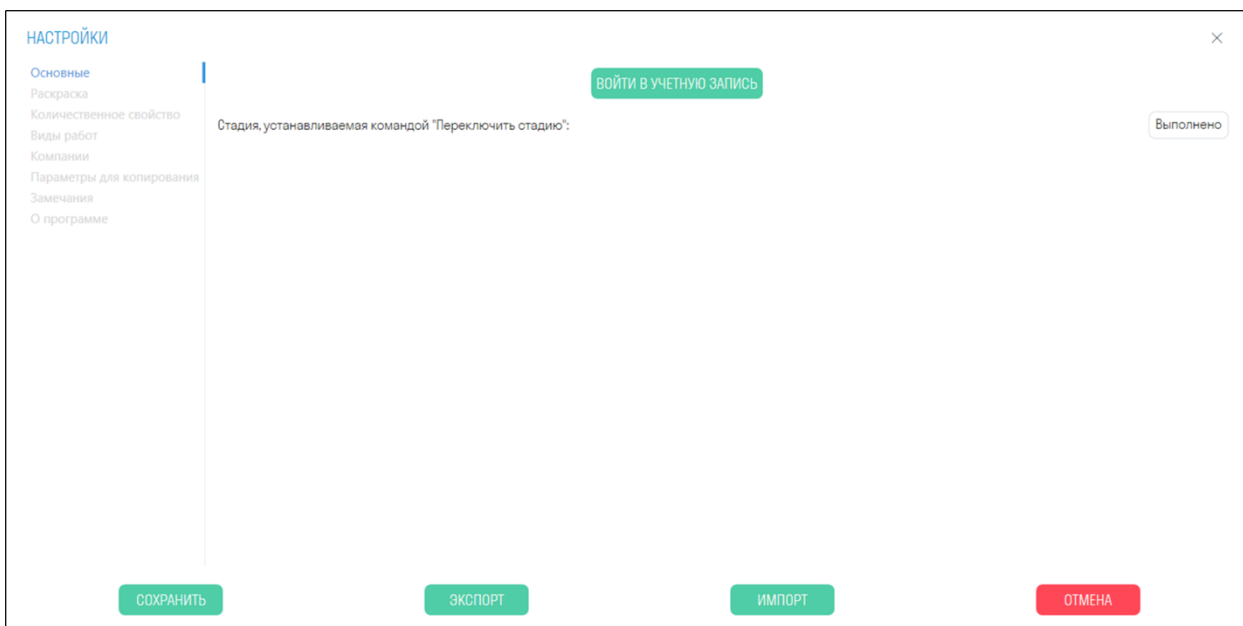 НАСТРОЙКИ
Основные
Раскраска
Количественное свойство
Виды работ
Компании
Параметры для копирования
Замечания
О программе
ВОЙТИ В УЧЕТНУЮ ЗАПИСЬ
Стадия, устанавливаемая командой "Переключить стадию": Выполнено
СОХРАНИТЬ ЭКСПОРТ ИМПОРТ ОТМЕНА